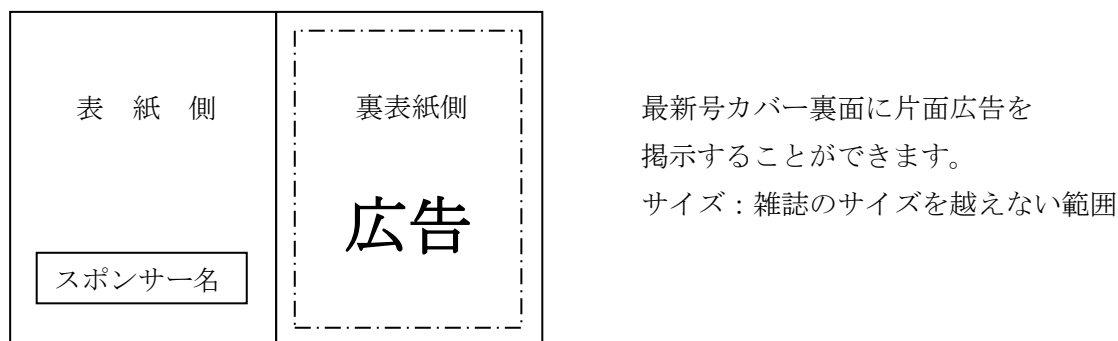 表 紙 側
裏表紙側
広告
スポンサー名
最新号カバー裏面に片面広告を
掲示することができます。
サイズ：雑誌のサイズを越えない範囲